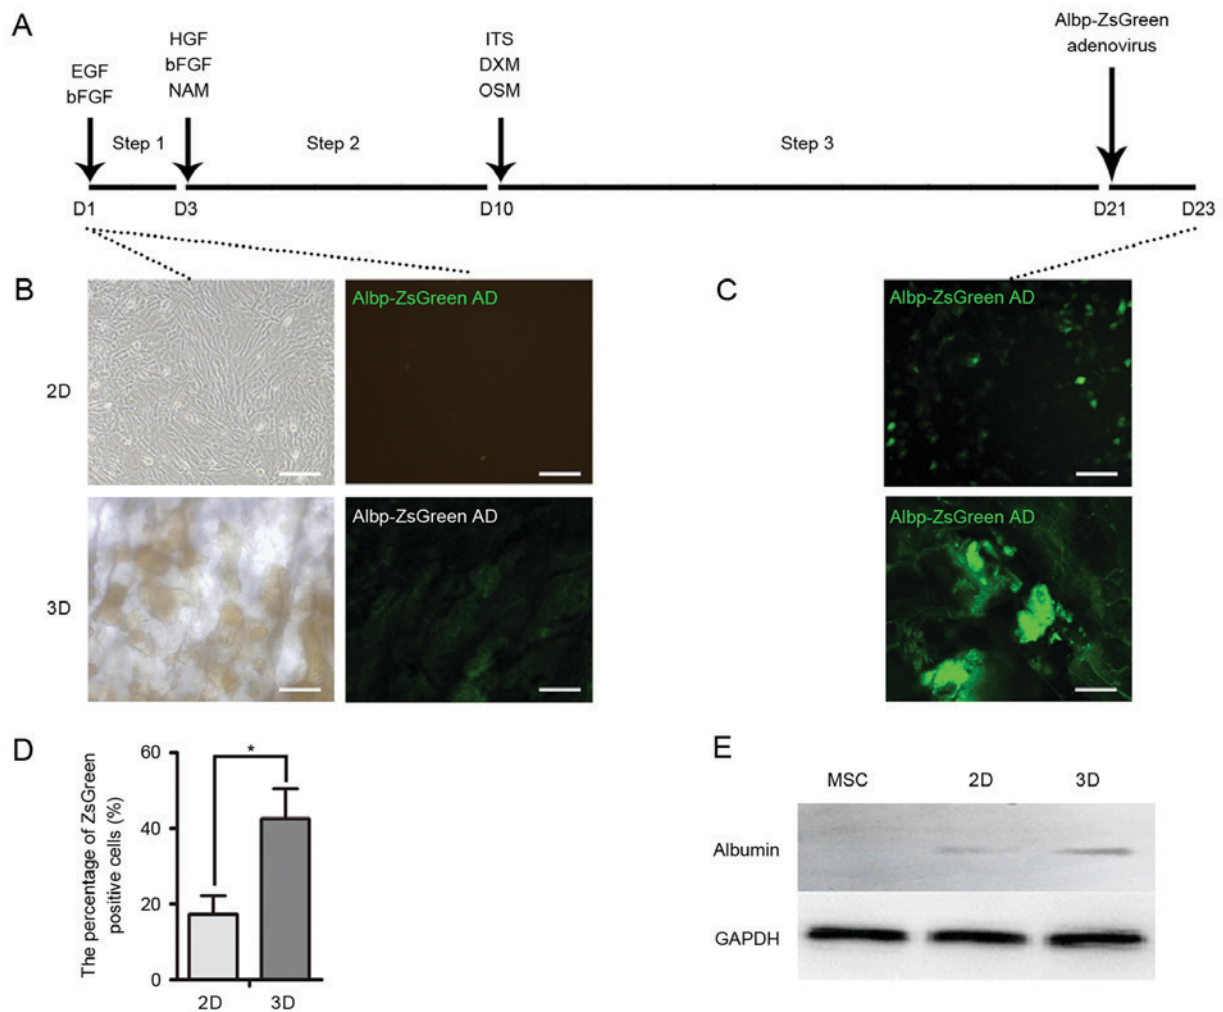 A
EGF
bFGF
HGF
bFGF
NAM
ITS
DXM
OSM
Albp-ZsGreen
adenovirus
Step 1
Step 2
Step 3
D1
D3
D10
D21
D23
B
Albp-ZsGreen AD
2D
Albp-ZsGreen AD
3D
C
Albp-ZsGreen AD
Albp-ZsGreen AD
D
The percentage of ZsGreen
positive cells (%)
60
40
20
0
*
2D
3D
E
MSC
2D
3D
Albumin
GAPDH